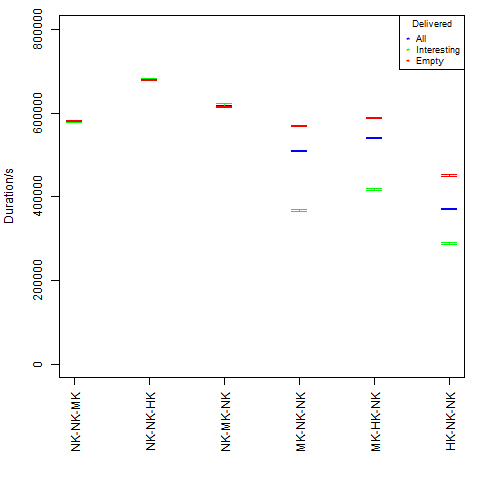 Delivered
All
Interesting
Empty
Duration/s
800000
600000
400000
200000
0
NK-NK-MK
NK-NK-HK
NK-MK-NK
MK-NK-NK
MK-HK-NK
HK-NK-NK